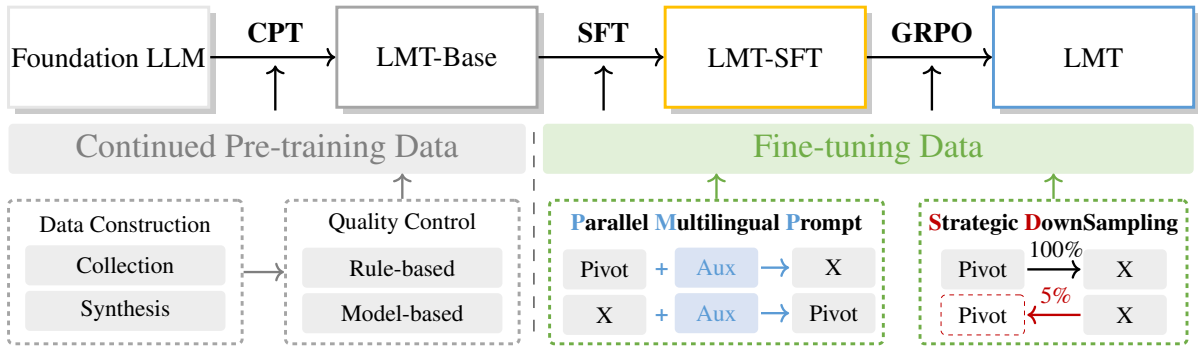 CPT SFT GRPO
Foundation LLM LMT-Base LMT-SFT LMT
Continued Pre-training Data Fine-tuning Data
Data Construction
Collection
Synthesis
Quality Control
Rule-based
Model-based
Parallel Multilingual Prompt
Pivot + Aux X
X + Aux Pivot
Strategic DownSampling
100%
Pivot X
5%
Pivot X